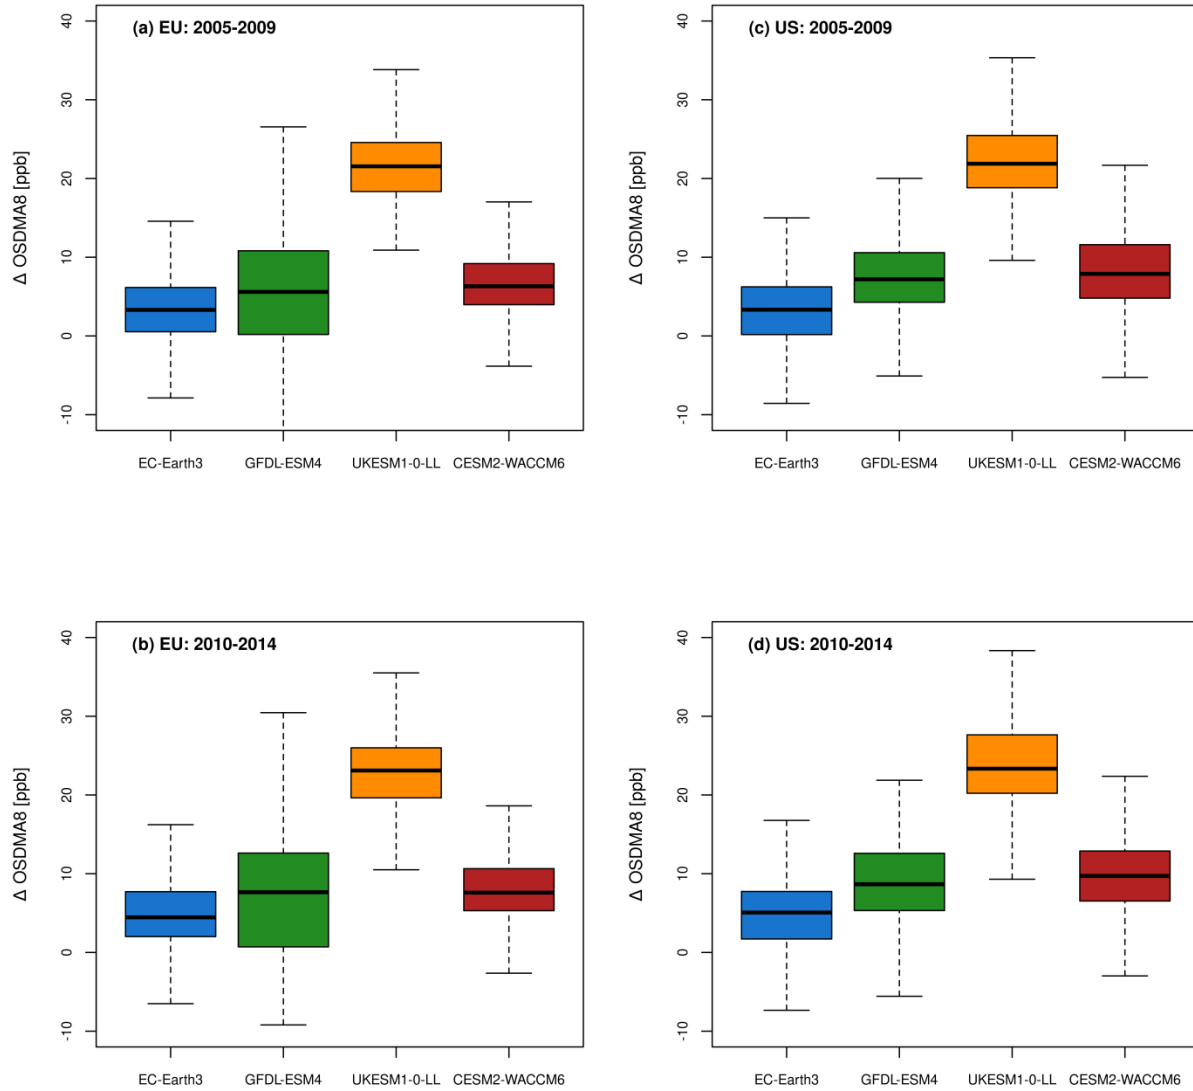 (a) EU: 2005-2009
Δ OSDMA8 [ppb]
40
30
20
10
0
-10
EC-Earth3 GFDL-ESM4 UKESM1-0-LL CESM2-WACCM6
(c) US: 2005-2009
Δ OSDMA8 [ppb]
40
30
20
10
0
-10
EC-Earth3 GFDL-ESM4 UKESM1-0-LL CESM2-WACCM6
(b) EU: 2010-2014
Δ OSDMA8 [ppb]
40
30
20
10
0
-10
EC-Earth3 GFDL-ESM4 UKESM1-0-LL CESM2-WACCM6
(d) US: 2010-2014
Δ OSDMA8 [ppb]
40
30
20
10
0
-10
EC-Earth3 GFDL-ESM4 UKESM1-0-LL CESM2-WACCM6